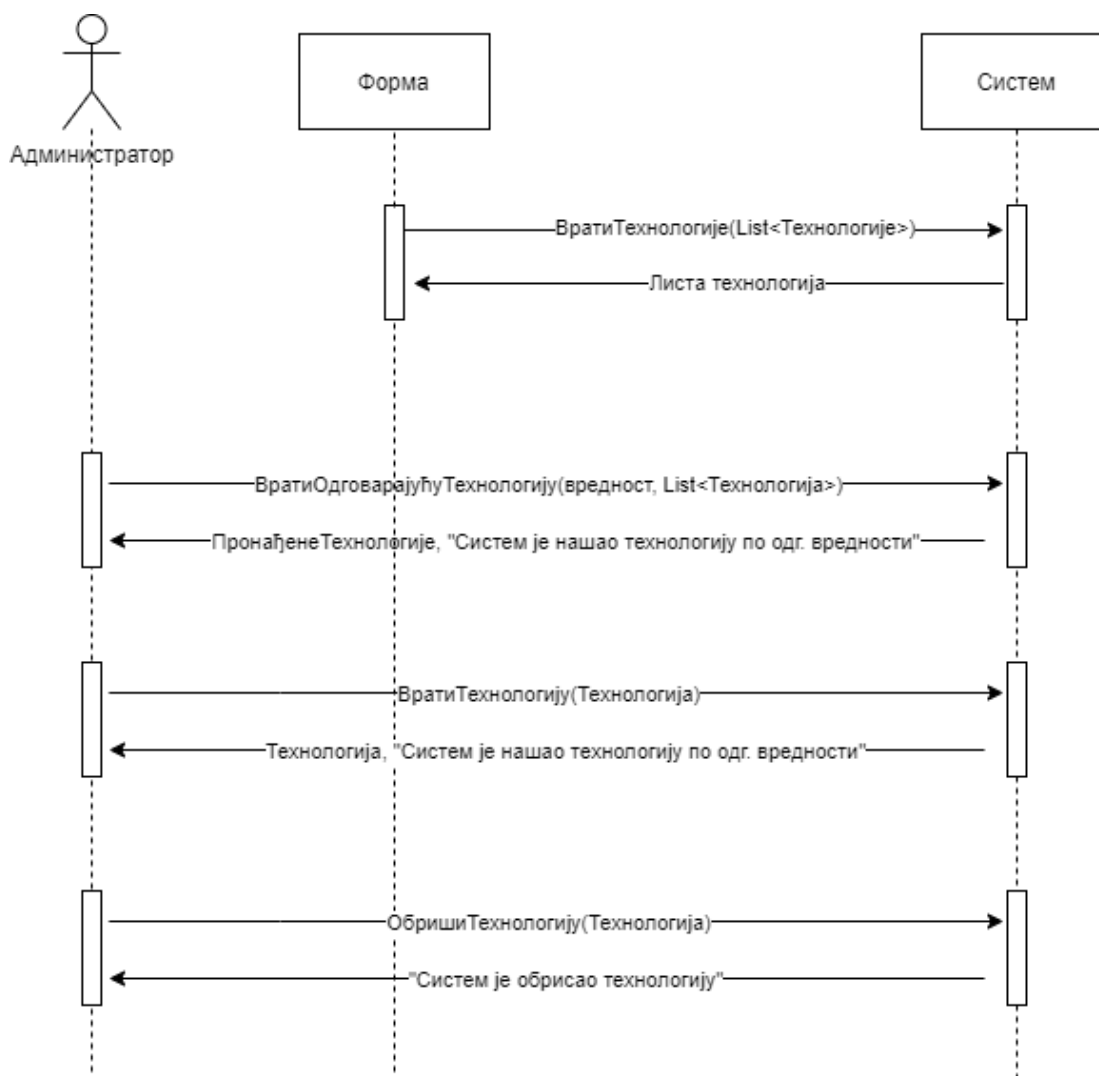 Форма
Систем
Администратор
ВратиТехнологије(List<Технологије>)
Листа технологија
ВратиОдговарајућуТехнологију(вредност, List<Технологија>)
ПронађенеТехнологије, "Систем је нашао технологију по одг. вредности"
ВратиТехнологију(Технологија)
Технологија, "Систем је нашао технологију по одг. вредности"
ОбришиТехнологију(Технологија)
"Систем је обрисао технологију"